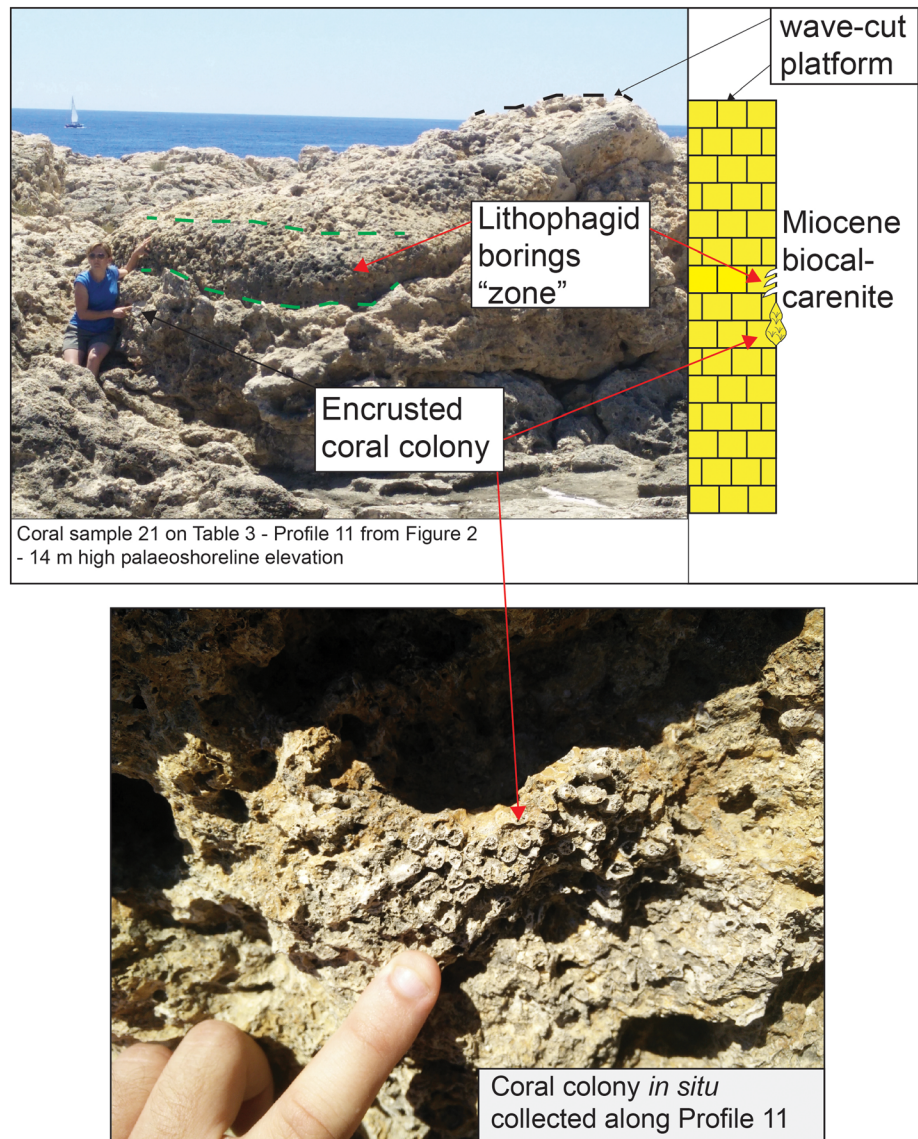 wave-cut
platform
Lithophagid
borings
“zone”
Miocene
biocal-
carenite
Encrusted
coral colony
Coral sample 21 on Table 3 - Profile 11 from Figure 2
- 14 m high palaeoshoreline elevation
Coral colony in situ
collected along Profile 11